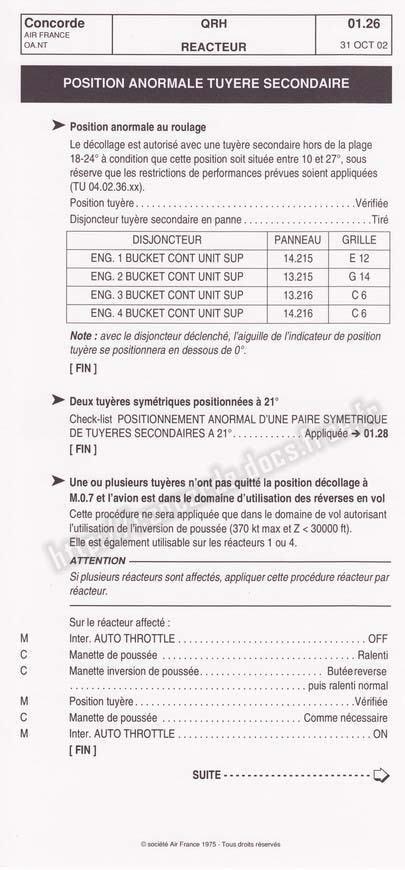 Concorde QRH 01.26
AIR FRANCE
OA.NT REACTEUR 31 OCT 02
POSITION ANORMALE TUYERE SECONDAIRE
➤ Position anormale au roulage
Le décollage est autorisé avec une tuyère secondaire hors de la plage
18-24° à condition que cette position soit située entre 10 et 27°, sous
réserve que les restrictions de performances prévues soient appliquées
(TU 04.02.36.xx).
Position tuyère . . . . . . . . . . . . . . . . . . . . . . . . . . . . . . . . . . .Vérifiée
Disjoncteur tuyère secondaire en panne . . . . . . . . . . . . . . . . . . . . .Tiré
DISJONCTEUR PANNEAU GRILLE
ENG. 1 BUCKET CONT UNIT SUP 14.215 E 12
ENG. 2 BUCKET CONT UNIT SUP 13.215 G 14
ENG. 3 BUCKET CONT UNIT SUP 13.216 C 6
ENG. 4 BUCKET CONT UNIT SUP 14.216 C 6
Note : avec le disjoncteur déclenché, l'aiguille de l'indicateur de position
tuyère se positionnera en dessous de 0°.
[ FIN ]
➤ Deux tuyères symétriques positionnées à 21°
Check-list POSITIONNEMENT ANORMAL D'UNE PAIRE SYMETRIQUE
DE TUYERES SECONDAIRES A 21° . . . . . . . . . . . . . Appliquée ➔ 01.28
[ FIN ]
➤ Une ou plusieurs tuyères n'ont pas quitté la position décollage à
M.0.7 et l'avion est dans le domaine d'utilisation des réverses en vol
Cette procédure ne sera appliquée que dans le domaine de vol autorisant
l'utilisation de l'inversion de poussée (370 kt max et Z < 30000 ft).
Elle est également utilisable sur les réacteurs 1 ou 4.
ATTENTION
Si plusieurs réacteurs sont affectés, appliquer cette procédure réacteur par
réacteur.
Sur le réacteur affecté :
M Inter. AUTO THROTTLE . . . . . . . . . . . . . . . . . . . . . . . . . . . . . . OFF
C Manette de poussée . . . . . . . . . . . . . . . . . . . . . . . . . . . . . . . Ralenti
C Manette inversion de poussée . . . . . . . . . . . . . . . . . . . Butée reverse
. . . . . . . . . . . . . . . . . . . . . . . . . . . . . . . . . . . . . puis ralenti normal
M Position tuyère . . . . . . . . . . . . . . . . . . . . . . . . . . . . . . . . . . .Vérifiée
C Manette de poussée . . . . . . . . . . . . . . . . . . . . . . Comme nécessaire
M Inter. AUTO THROTTLE . . . . . . . . . . . . . . . . . . . . . . . . . . . . . . . ON
[ FIN ]
SUITE
© société Air France 1975 - Tous droits réservés